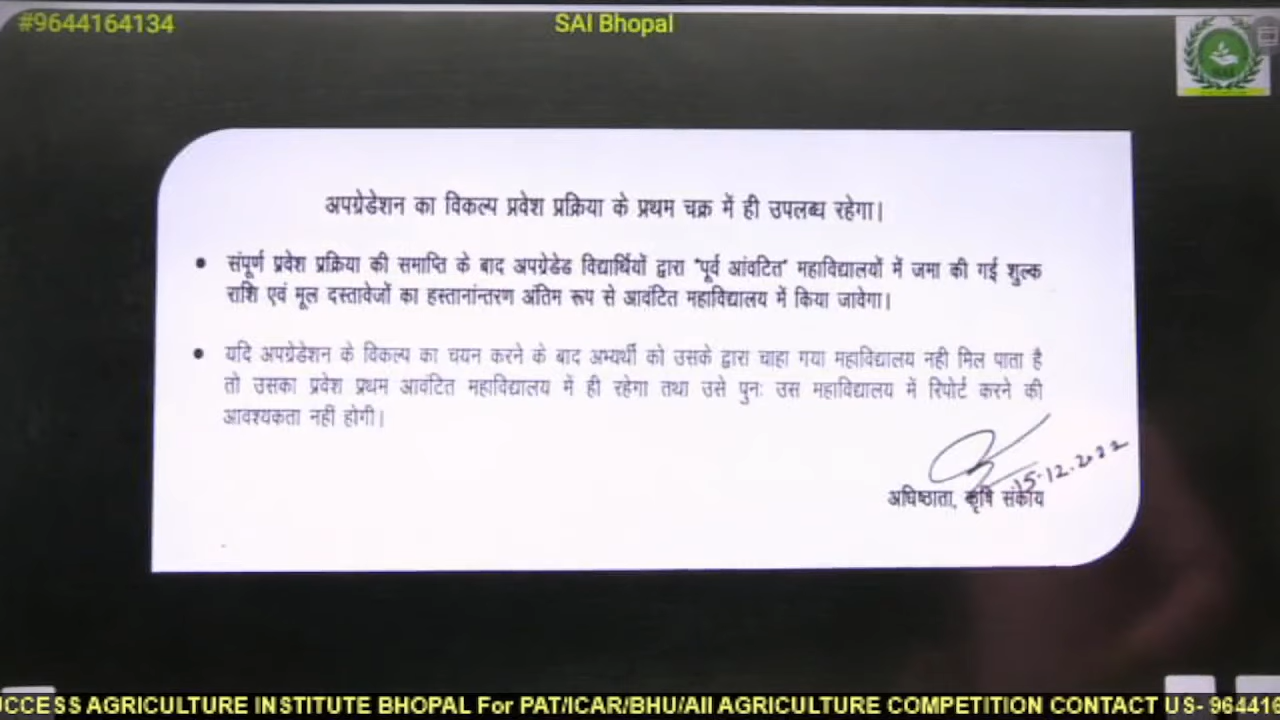 #9644164134
SAI Bhopal
अपग्रेडेशन का विकल्प प्रवेश प्रक्रिया के प्रथम चक्र में ही उपलब्ध रहेगा।
• संपूर्ण प्रवेश प्रक्रिया की समाप्ति के बाद अपग्रेडेड विद्यार्थियों द्वारा "पूर्व आंवटित" महाविद्यालयों में जमा की गई शुल्क
राशि एवं मूल दस्तावेजों का हस्तानांन्तरण अंतिम रूप से आवंटित महाविद्यालय में किया जावेगा।
• यदि अपग्रेडेशन के विकल्प का चयन करने के बाद अभ्यर्थी को उसके द्वारा चाहा गया महाविद्यालय नही मिल पाता है
तो उसका प्रवेश प्रथम आवंटित महाविद्यालय में ही रहेगा तथा उसे पुनः उस महाविद्यालय में रिपोर्ट करने की
आवश्यकता नही होगी।
15.12.2022
अधिष्ठाता, कृषि संकाय
UCCESS AGRICULTURE INSTITUTE BHOPAL For PAT/ICAR/BHU/All AGRICULTURE COMPETITION CONTACT US- 964416